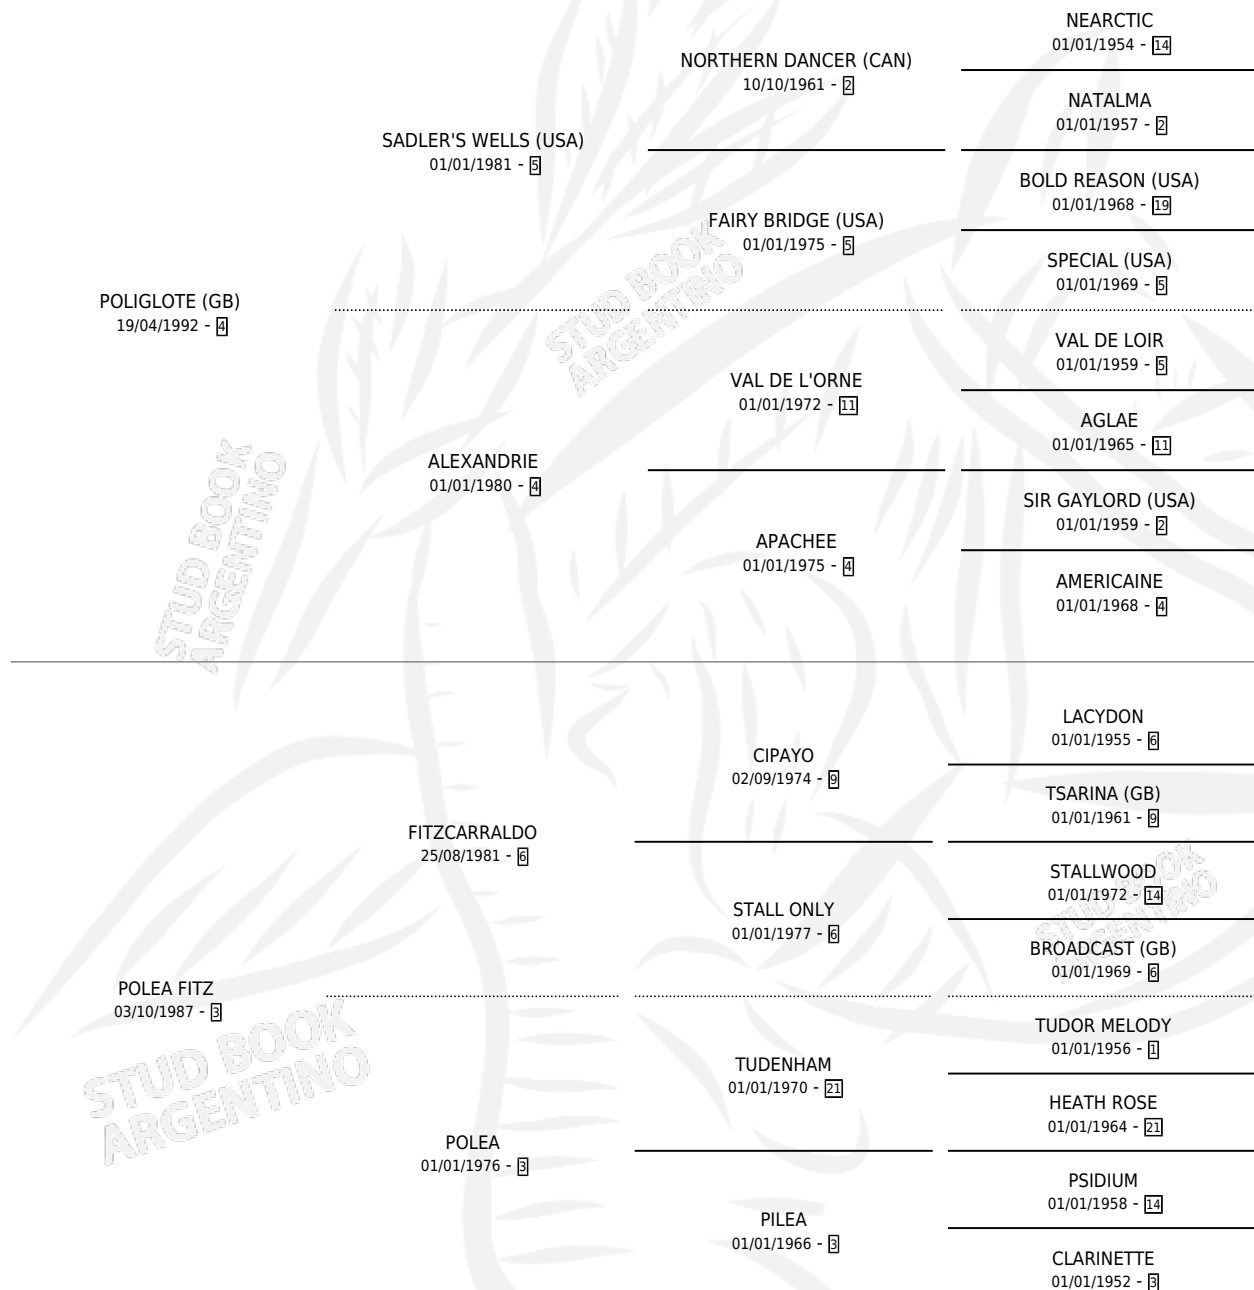 NEARCTIC
01/01/1954 - 14
NORTHERN DANCER (CAN)
10/10/1961 - 2
NATALMA
01/01/1957 - 2
SADLER'S WELLS (USA)
01/01/1981 - 5
BOLD REASON (USA)
01/01/1968 - 19
FAIRY BRIDGE (USA)
01/01/1975 - 5
SPECIAL (USA)
01/01/1969 - 5
STUD BOOK
ARGENTINO
POLIGLOTE (GB)
19/04/1992 - 4
VAL DE LOIR
01/01/1959 - 5
VAL DE L'ORNE
01/01/1972 - 11
AGLAE
01/01/1965 - 11
ALEXANDRIE
01/01/1980 - 4
SIR GAYLORD (USA)
01/01/1959 - 2
APACHEE
01/01/1975 - 4
AMERICAINE
01/01/1968 - 4
STUD BOOK
ARGENTINO
LACYDON
01/01/1955 - 6
CIPAYO
02/09/1974 - 9
TSARINA (GB)
01/01/1961 - 9
FITZCARRALDO
25/08/1981 - 6
STALLWOOD
01/01/1972 - 14
STALL ONLY
01/01/1977 - 6
BROADCAST (GB)
01/01/1969 - 6
STUD BOOK
ARGENTINO
POLEA FITZ
03/10/1987 - 3
TUDOR MELODY
01/01/1956 - 1
TUDENHAM
01/01/1970 - 21
HEATH ROSE
01/01/1964 - 21
STUD BOOK
ARGENTINO
POLEA
01/01/1976 - 3
PSIDIUM
01/01/1958 - 14
PILEA
01/01/1966 - 3
CLARINETTE
01/01/1952 - 3